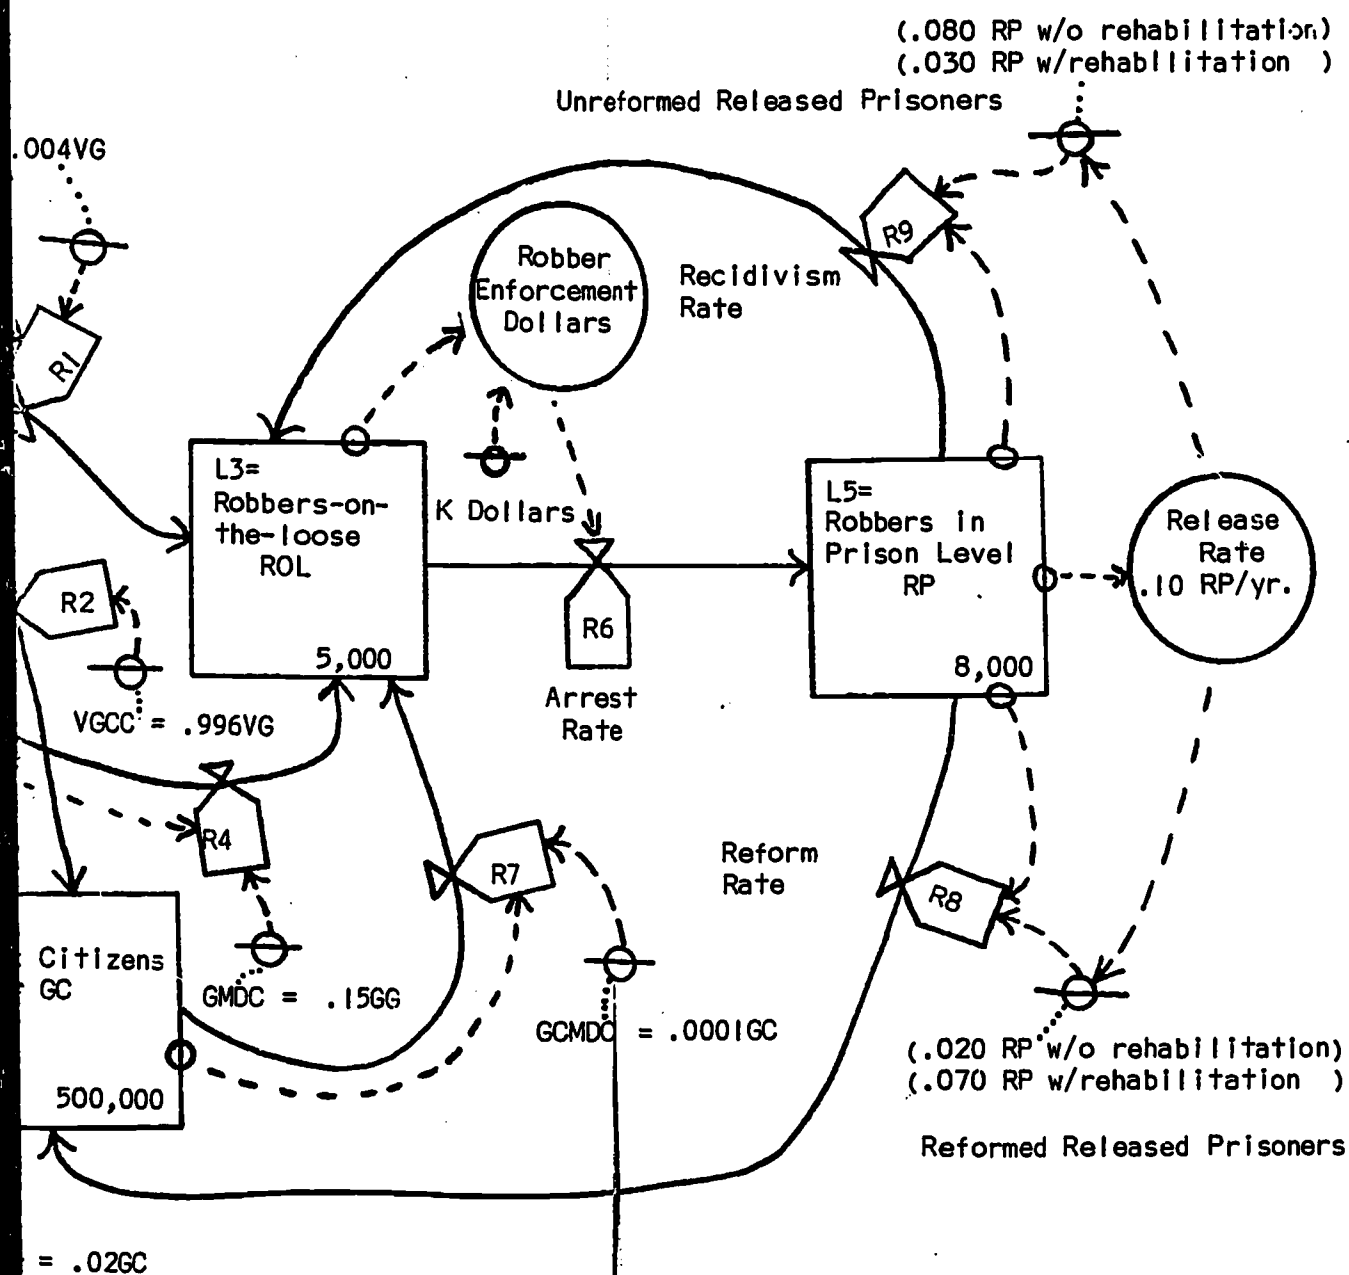 (.080 RP w/o rehabilitation)
(.030 RP w/rehabilitation )
Unreformed Released Prisoners
.004VG
R9
Robber
Enforcement
Dollars
Recidivism
Rate
R1
L3=
Robbers-on-
the-loose
ROL
5,000
K Dollars
L5=
Robbers in
Prison Level
RP
8,000
Release
Rate
.10 RP/yr.
R2
R6
Arrest
Rate
VGCC = .996VG
R4
R7
Reform
Rate
R8
Citizens
GC
500,000
GMDC = .15GG
GCMDC = .0001GC
(.020 RP w/o rehabilitation)
(.070 RP w/rehabilitation )
Reformed Released Prisoners
= .02GC